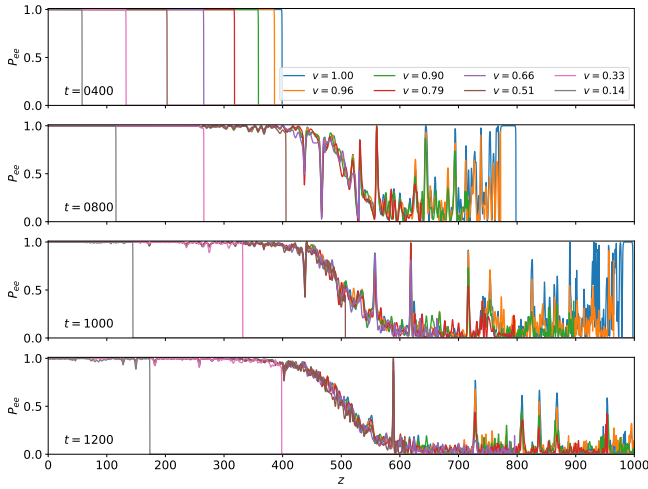 1.0
P_ee
0.5
t = 0400
0.0
v = 1.00 v = 0.90 v = 0.66 v = 0.33
v = 0.96 v = 0.79 v = 0.51 v = 0.14
1.0
P_ee
0.5
t = 0800
0.0
1.0
P_ee
0.5
t = 1000
0.0
1.0
P_ee
0.5
t = 1200
0.0
0 100 200 300 400 500 600 700 800 900 1000
z